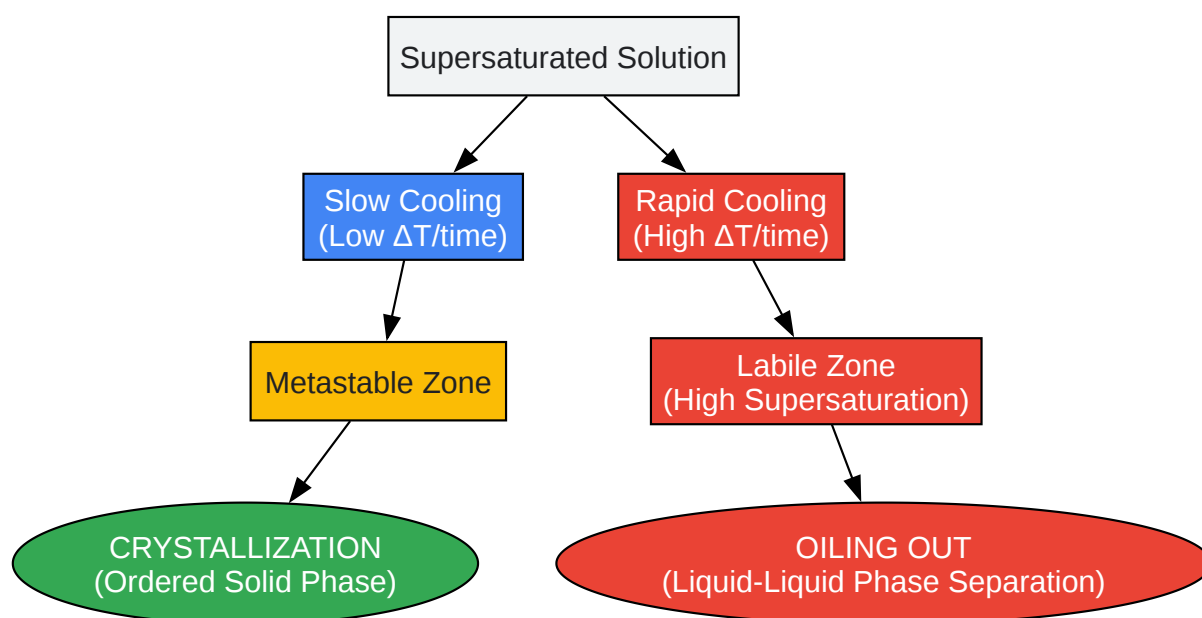 Supersaturated Solution
Slow Cooling
(Low ΔT/time)
Rapid Cooling
(High ΔT/time)
Metastable Zone
Labile Zone
(High Supersaturation)
CRYSTALLIZATION
(Ordered Solid Phase)
OILING OUT
(Liquid-Liquid Phase Separation)